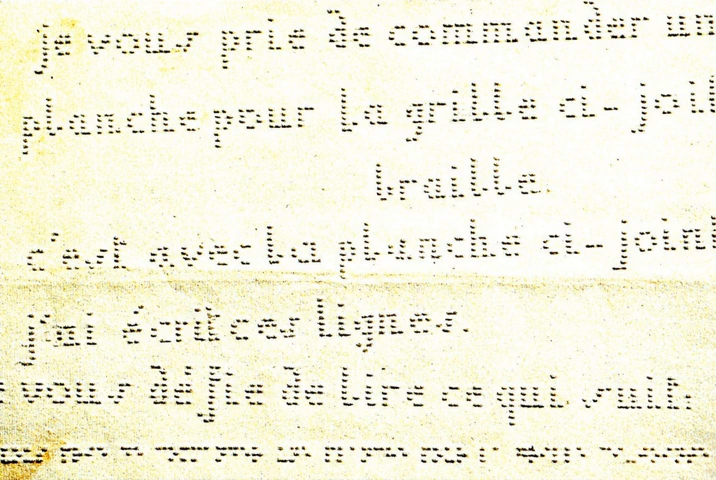 je vous prie de commander un
planche pour la grille ci-join
braille.
c'est avec la planche ci-joint
j'ai écrit ces lignes.
vous défie de lire ce qui suit: